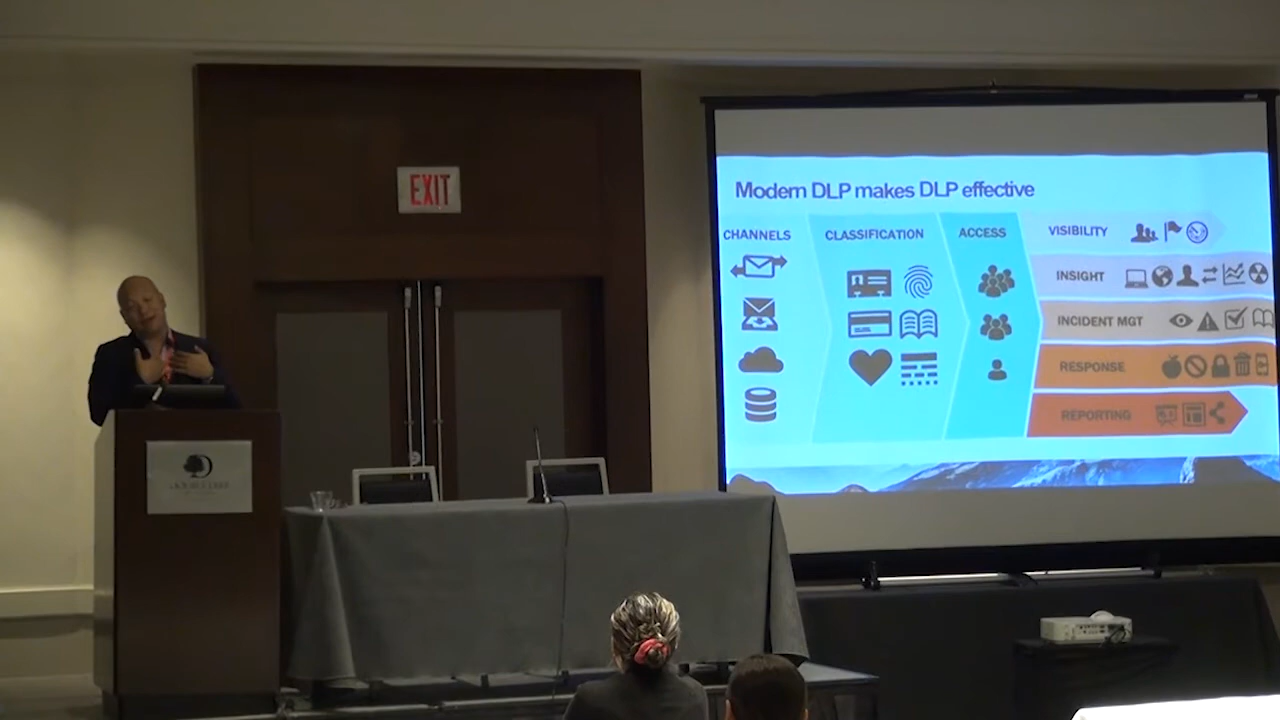 EXIT
Modern DLP makes DLP effective
CHANNELS
CLASSIFICATION
ACCESS
VISIBILITY
INSIGHT
INCIDENT MGT
RESPONSE
REPORTING